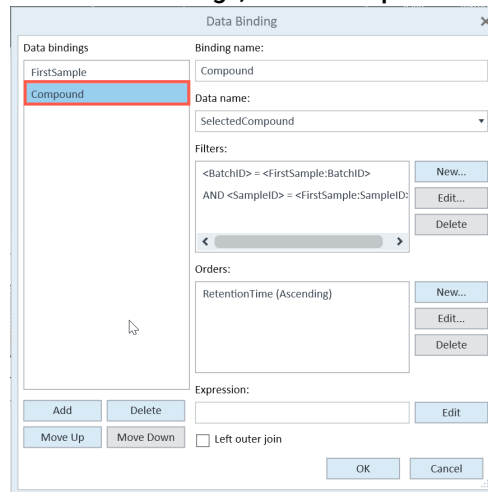 Data Binding
Data bindings
FirstSample
Compound
Binding name:
Compound
Data name:
SelectedCompound
Filters:
<BatchID> = <FirstSample:BatchID>
AND <SampleID> = <FirstSample:SampleID>
New...
Edit...
Delete
Orders:
RetentionTime (Ascending)
New...
Edit...
Delete
Expression:
Edit
Left outer join
Add
Delete
Move Up
Move Down
OK
Cancel